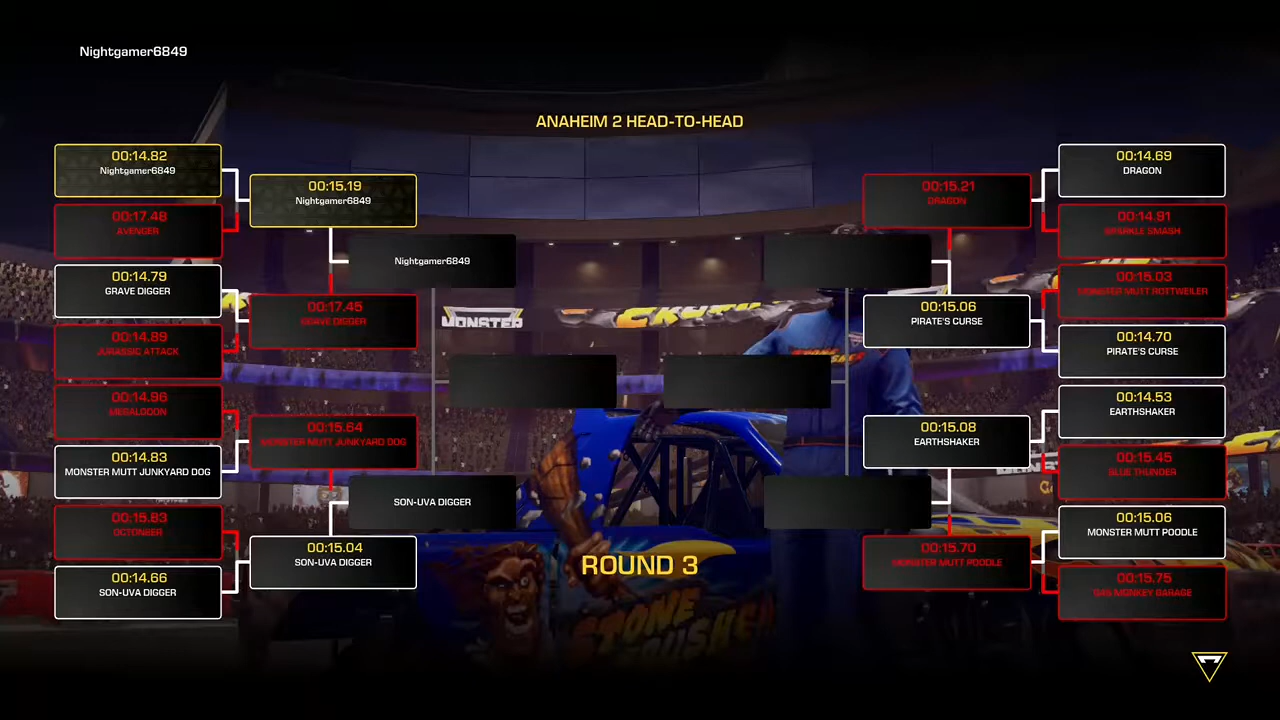 Nightgamer6849
ANAHEIM 2 HEAD-TO-HEAD
00:14.82
Nightgamer6849
00:17.48
AVENGER
00:14.79
GRAVE DIGGER
00:14.89
JURASSIC ATTACK
00:14.96
MEGALODON
00:14.83
MONSTER MUTT JUNKYARD DOG
00:15.83
OCTON8ER
00:14.66
SON-UVA DIGGER
00:15.19
Nightgamer6849
00:17.45
GRAVE DIGGER
00:15.64
MONSTER MUTT JUNKYARD DOG
00:15.04
SON-UVA DIGGER
Nightgamer6849
SON-UVA DIGGER
MONSTER
ROUND 3
STONE
CRUSHER
00:15.21
DRAGON
00:15.06
PIRATE'S CURSE
00:15.08
EARTHSHAKER
00:15.70
MONSTER MUTT POODLE
00:14.69
DRAGON
00:14.91
SPARKLE SMASH
00:15.03
MONSTER MUTT ROTTWEILER
00:14.70
PIRATE'S CURSE
00:14.53
EARTHSHAKER
00:15.45
BLUE THUNDER
00:15.06
MONSTER MUTT POODLE
00:15.75
MONKEY GARAGE